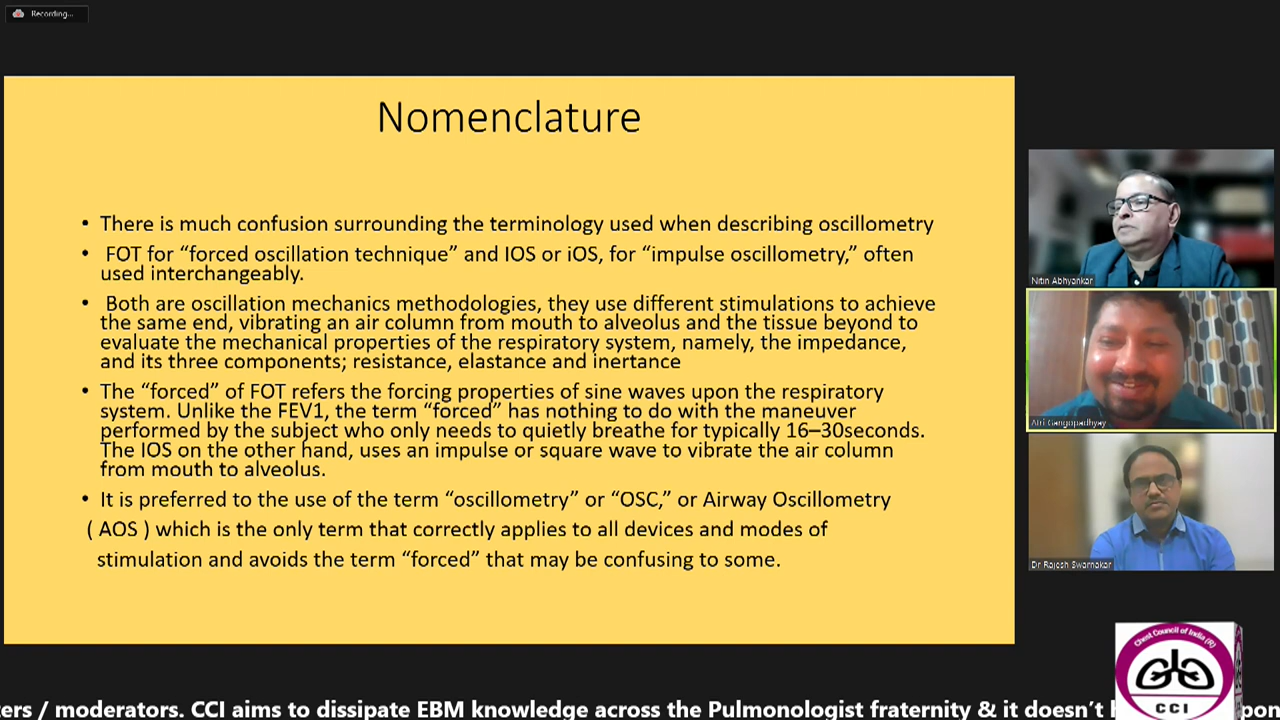 Recording...
Nomenclature
• There is much confusion surrounding the terminology used when describing oscillometry
• FOT for “forced oscillation technique” and IOS or iOS, for “impulse oscillometry,” often
used interchangeably.
• Both are oscillation mechanics methodologies, they use different stimulations to achieve
the same end, vibrating an air column from mouth to alveolus and the tissue beyond to
evaluate the mechanical properties of the respiratory system, namely, the impedance,
and its three components; resistance, elastance and inertance
• The “forced” of FOT refers the forcing properties of sine waves upon the respiratory
system. Unlike the FEV1, the term “forced” has nothing to do with the maneuver
performed by the subject who only needs to quietly breathe for typically 16–30seconds.
The IOS on the other hand, uses an impulse or square wave to vibrate the air column
from mouth to alveolus.
• It is preferred to the use of the term “oscillometry” or “OSC,” or Airway Oscillometry
( AOS ) which is the only term that correctly applies to all devices and modes of
stimulation and avoids the term “forced” that may be confusing to some.
Nitin Abhyankar
Atri Gangopadhyay
Dr Rajesh Swarnakar
Chest Council of India (R)
CCI
ters / moderators. CCI aims to dissipate EBM knowledge across the Pulmonologist fraternity & it doesn’t